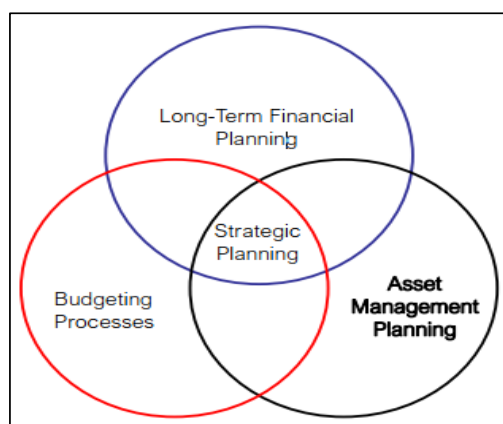 Long-Term Financial
Planning
Strategic
Planning
Budgeting
Processes
Asset
Management
Planning